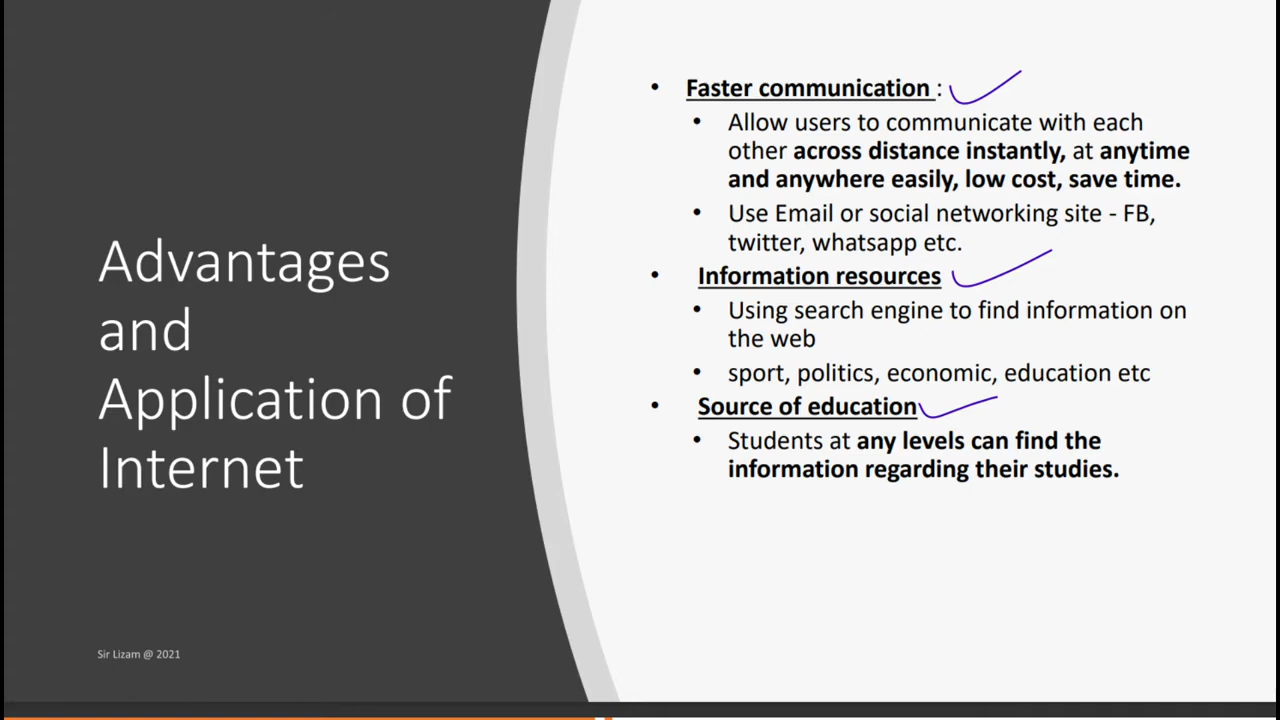 Advantages
and
Application of
Internet
Sir Lizam @ 2021
• Faster communication :
• Allow users to communicate with each
other across distance instantly, at anytime
and anywhere easily, low cost, save time.
• Use Email or social networking site - FB,
twitter, whatsapp etc.
• Information resources
• Using search engine to find information on
the web
• sport, politics, economic, education etc
• Source of education
• Students at any levels can find the
information regarding their studies.